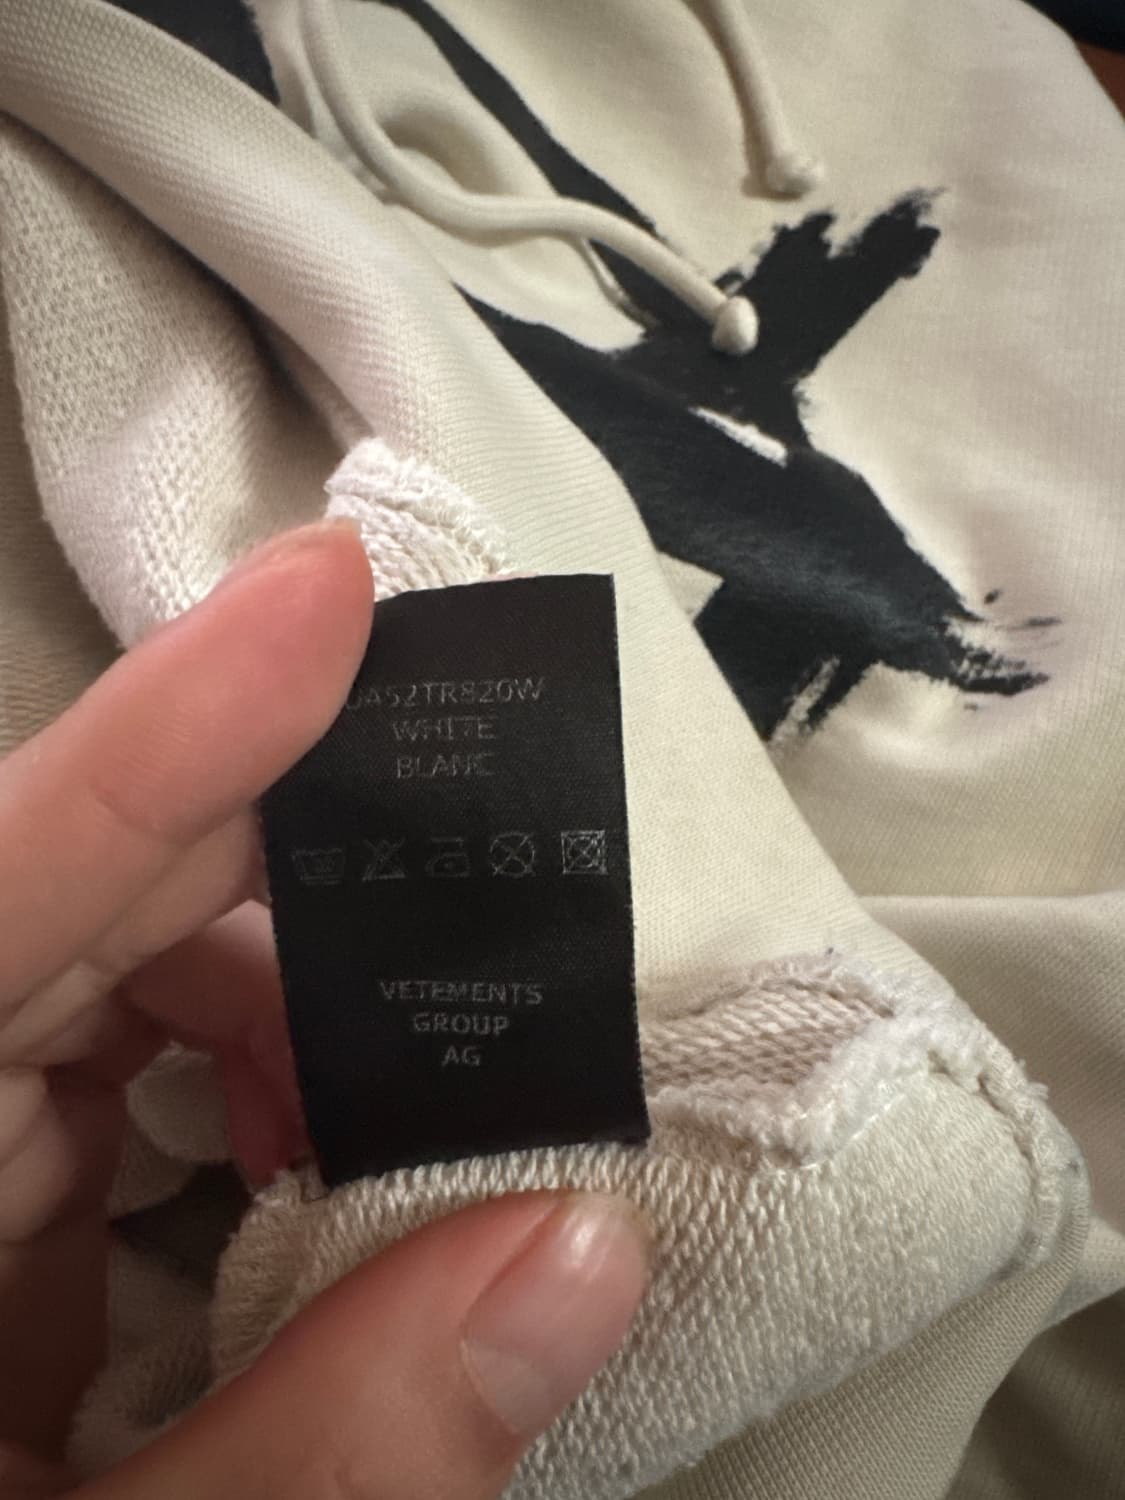 UA52TR820W
WHITE
BLANC
VETEMENTS
GROUP
AG